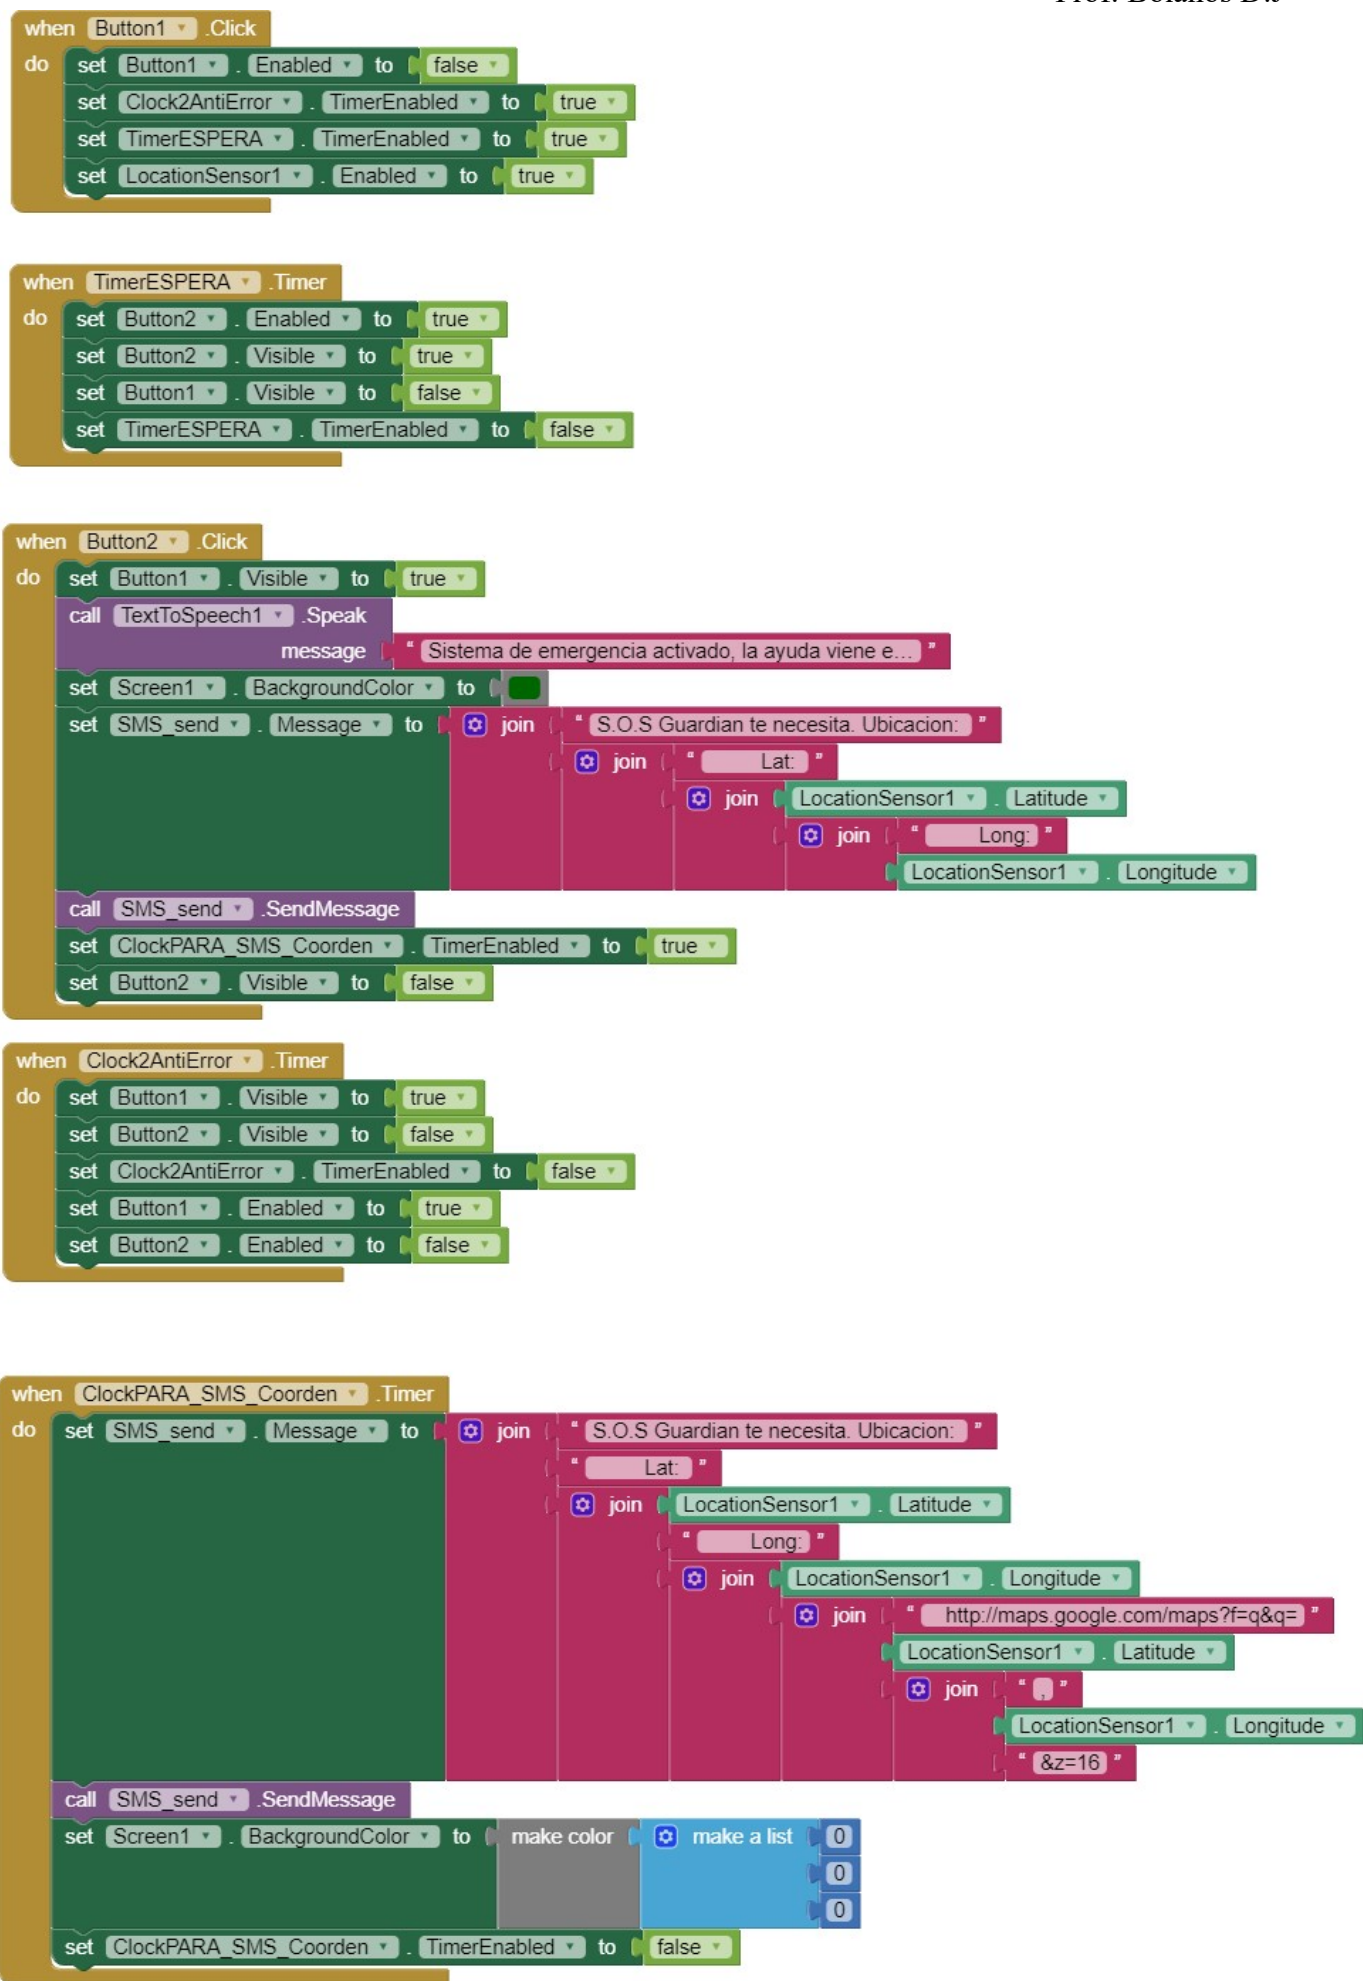 Prof. Bolaños D.J
when Button1 .Click
do set Button1 . Enabled to false
set Clock2AntiError . TimerEnabled to true
set TimerESPERA . TimerEnabled to true
set LocationSensor1 . Enabled to true
when TimerESPERA .Timer
do set Button2 . Enabled to true
set Button2 . Visible to true
set Button1 . Visible to false
set TimerESPERA . TimerEnabled to false
when Button2 .Click
do set Button1 . Visible to true
call TextToSpeech1 .Speak
message " Sistema de emergencia activado, la ayuda viene e... "
set Screen1 . BackgroundColor to
set SMS_send . Message to join " S.O.S Guardian te necesita. Ubicacion: "
join " Lat: "
join LocationSensor1 . Latitude
join " Long: "
LocationSensor1 . Longitude
call SMS_send .SendMessage
set ClockPARA_SMS_Coorden . TimerEnabled to true
set Button2 . Visible to false
when Clock2AntiError .Timer
do set Button1 . Visible to true
set Button2 . Visible to false
set Clock2AntiError . TimerEnabled to false
set Button1 . Enabled to true
set Button2 . Enabled to false
when ClockPARA_SMS_Coorden .Timer
do set SMS_send . Message to join " S.O.S Guardian te necesita. Ubicacion: "
" Lat: "
join LocationSensor1 . Latitude
" Long: "
join LocationSensor1 . Longitude
join " http://maps.google.com/maps?f=q&q= "
LocationSensor1 . Latitude
join " , "
LocationSensor1 . Longitude
" &z=16 "
call SMS_send .SendMessage
set Screen1 . BackgroundColor to make color make a list 0
0
0
set ClockPARA_SMS_Coorden . TimerEnabled to false